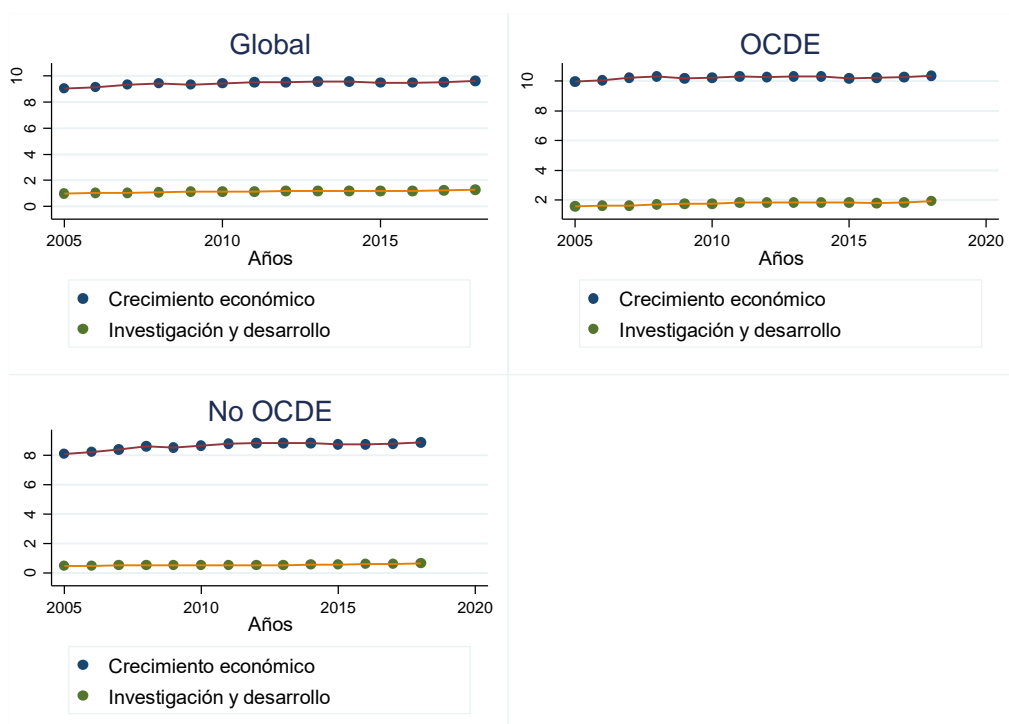 Global
10
8
6
4
2
0
2005
2010
2015
Años
Crecimiento económico
Investigación y desarrollo
OCDE
10
8
6
4
2
2005
2010
2015
2020
Años
Crecimiento económico
Investigación y desarrollo
No OCDE
8
6
4
2
0
2005
2010
2015
2020
Años
Crecimiento económico
Investigación y desarrollo